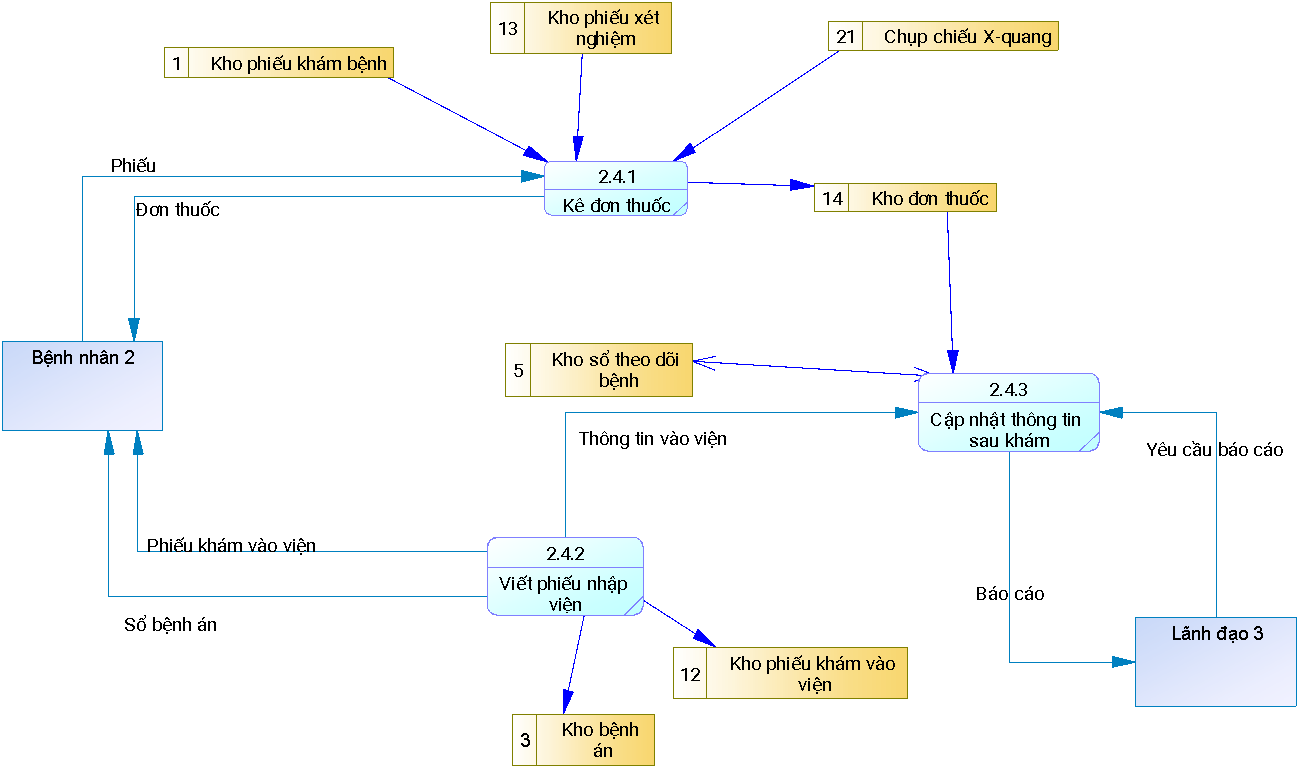 13
Kho phiếu xét
nghiệm
21
Chụp chiếu X-quang
1
Kho phiếu khám bệnh
Phiếu
2.4.1
Kê đơn thuốc
14
Kho đơn thuốc
Đơn thuốc
Bệnh nhân 2
5
Kho sổ theo dõi
bệnh
2.4.3
Cập nhật thông tin
sau khám
Thông tin vào viện
Yêu cầu báo cáo
Phiếu khám vào viện
2.4.2
Viết phiếu nhập
viện
Báo cáo
Sổ bệnh án
Lãnh đạo 3
12
Kho phiếu khám vào
viện
3
Kho bệnh
án